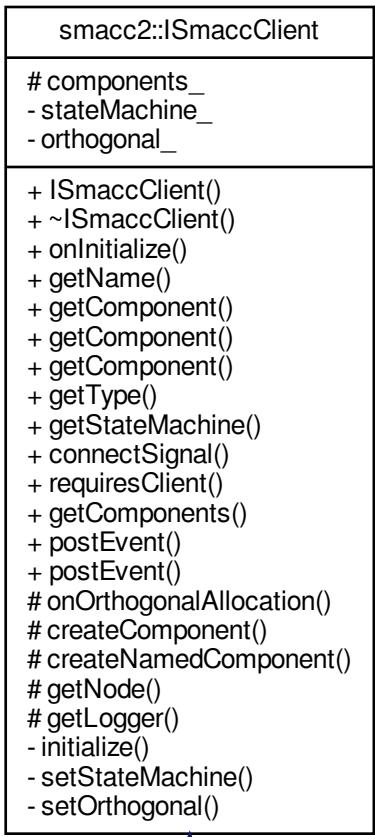 smacc2::ISmaccClient
# components_
- stateMachine_
- orthogonal_
+ ISmaccClient()
+ ~ISmaccClient()
+ onInitialize()
+ getName()
+ getComponent()
+ getComponent()
+ getComponent()
+ getType()
+ getStateMachine()
+ connectSignal()
+ requiresClient()
+ getComponents()
+ postEvent()
+ postEvent()
# onOrthogonalAllocation()
# createComponent()
# createNamedComponent()
# getNode()
# getLogger()
- initialize()
- setStateMachine()
- setOrthogonal()